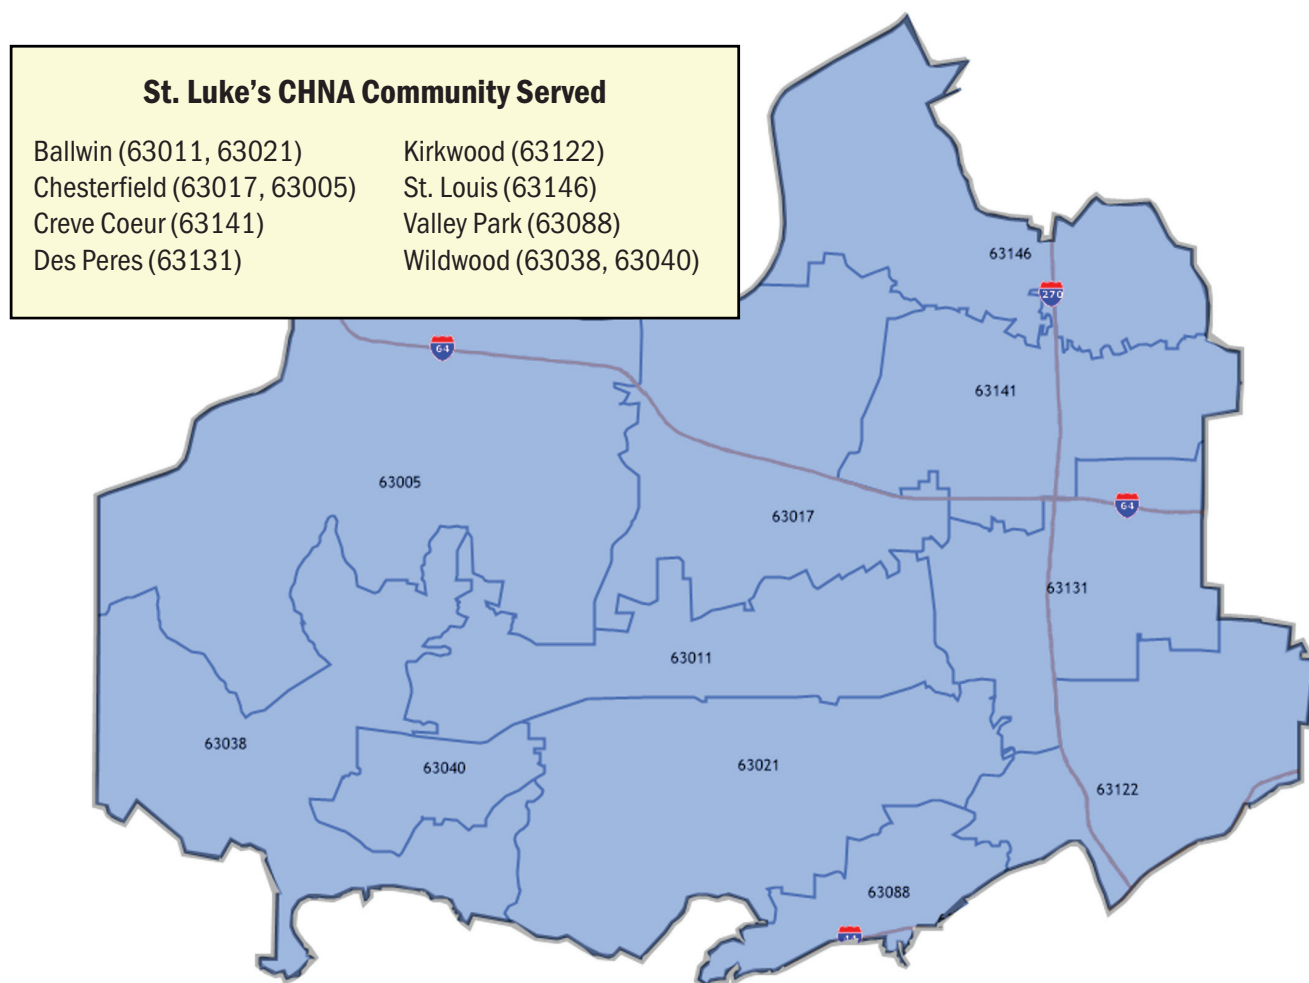 St. Luke’s CHNA Community Served
Ballwin (63011, 63021)
Chesterfield (63017, 63005)
Creve Coeur (63141)
Des Peres (63131)
Kirkwood (63122)
St. Louis (63146)
Valley Park (63088)
Wildwood (63038, 63040)
63146
270
64
63141
63005
64
63017
63131
63011
63038
63040
63021
63122
63088
44